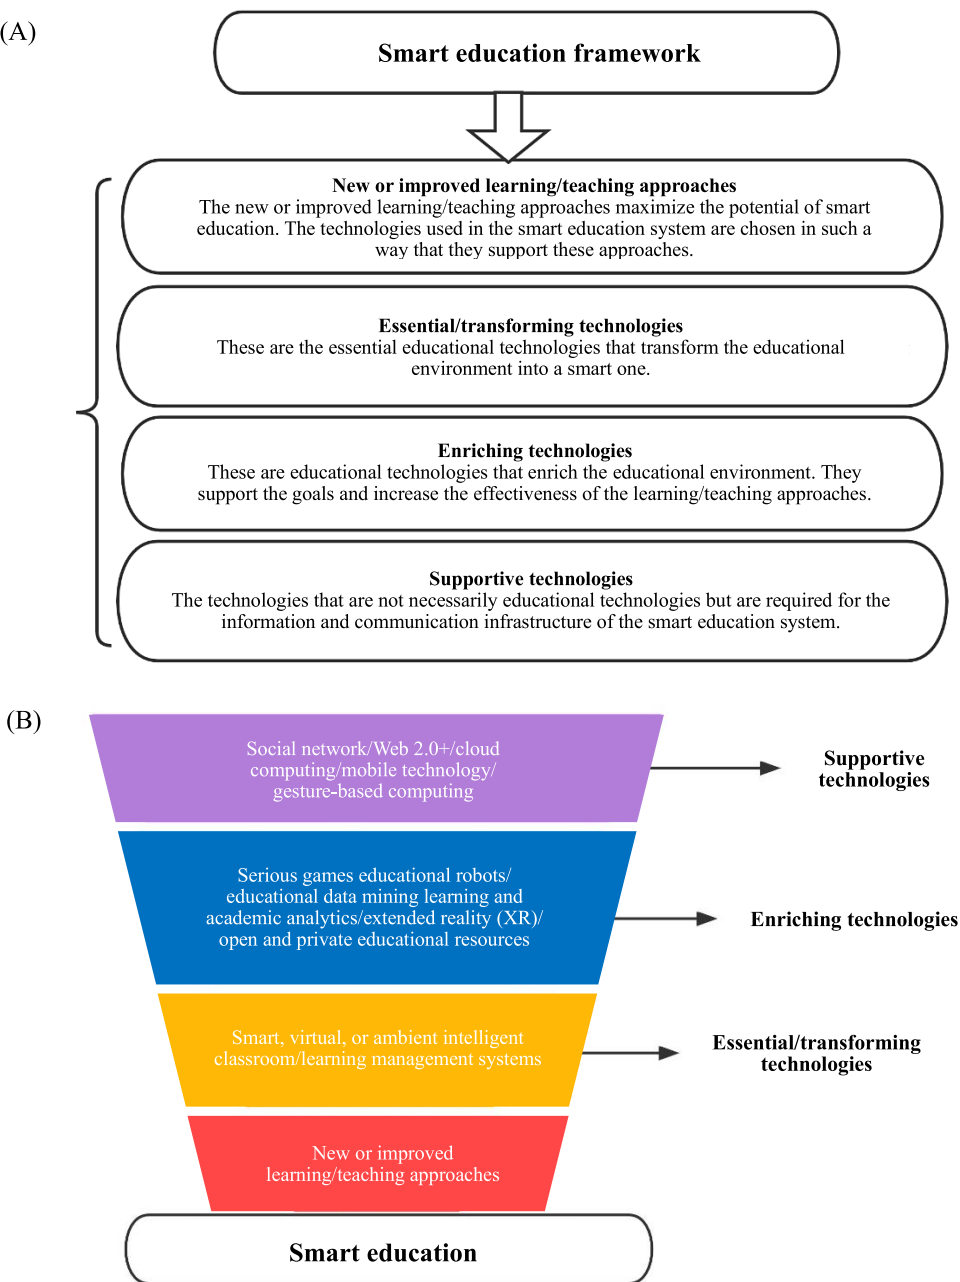 (A)
Smart education framework
New or improved learning/teaching approaches
The new or improved learning/teaching approaches maximize the potential of smart
education. The technologies used in the smart education system are chosen in such a
way that they support these approaches.
Essential/transforming technologies
These are the essential educational technologies that transform the educational
environment into a smart one.
Enriching technologies
These are educational technologies that enrich the educational environment. They
support the goals and increase the effectiveness of the learning/teaching approaches.
Supportive technologies
The technologies that are not necessarily educational technologies but are required for the
information and communication infrastructure of the smart education system.
(B)
Social network/Web 2.0+/cloud
computing/mobile technology/
gesture-based computing
Supportive
technologies
Serious games educational robots/
educational data mining learning and
academic analytics/extended reality (XR)/
open and private educational resources
Enriching technologies
Smart, virtual, or ambient intelligent
classroom/learning management systems
Essential/transforming
technologies
New or improved
learning/teaching approaches
Smart education